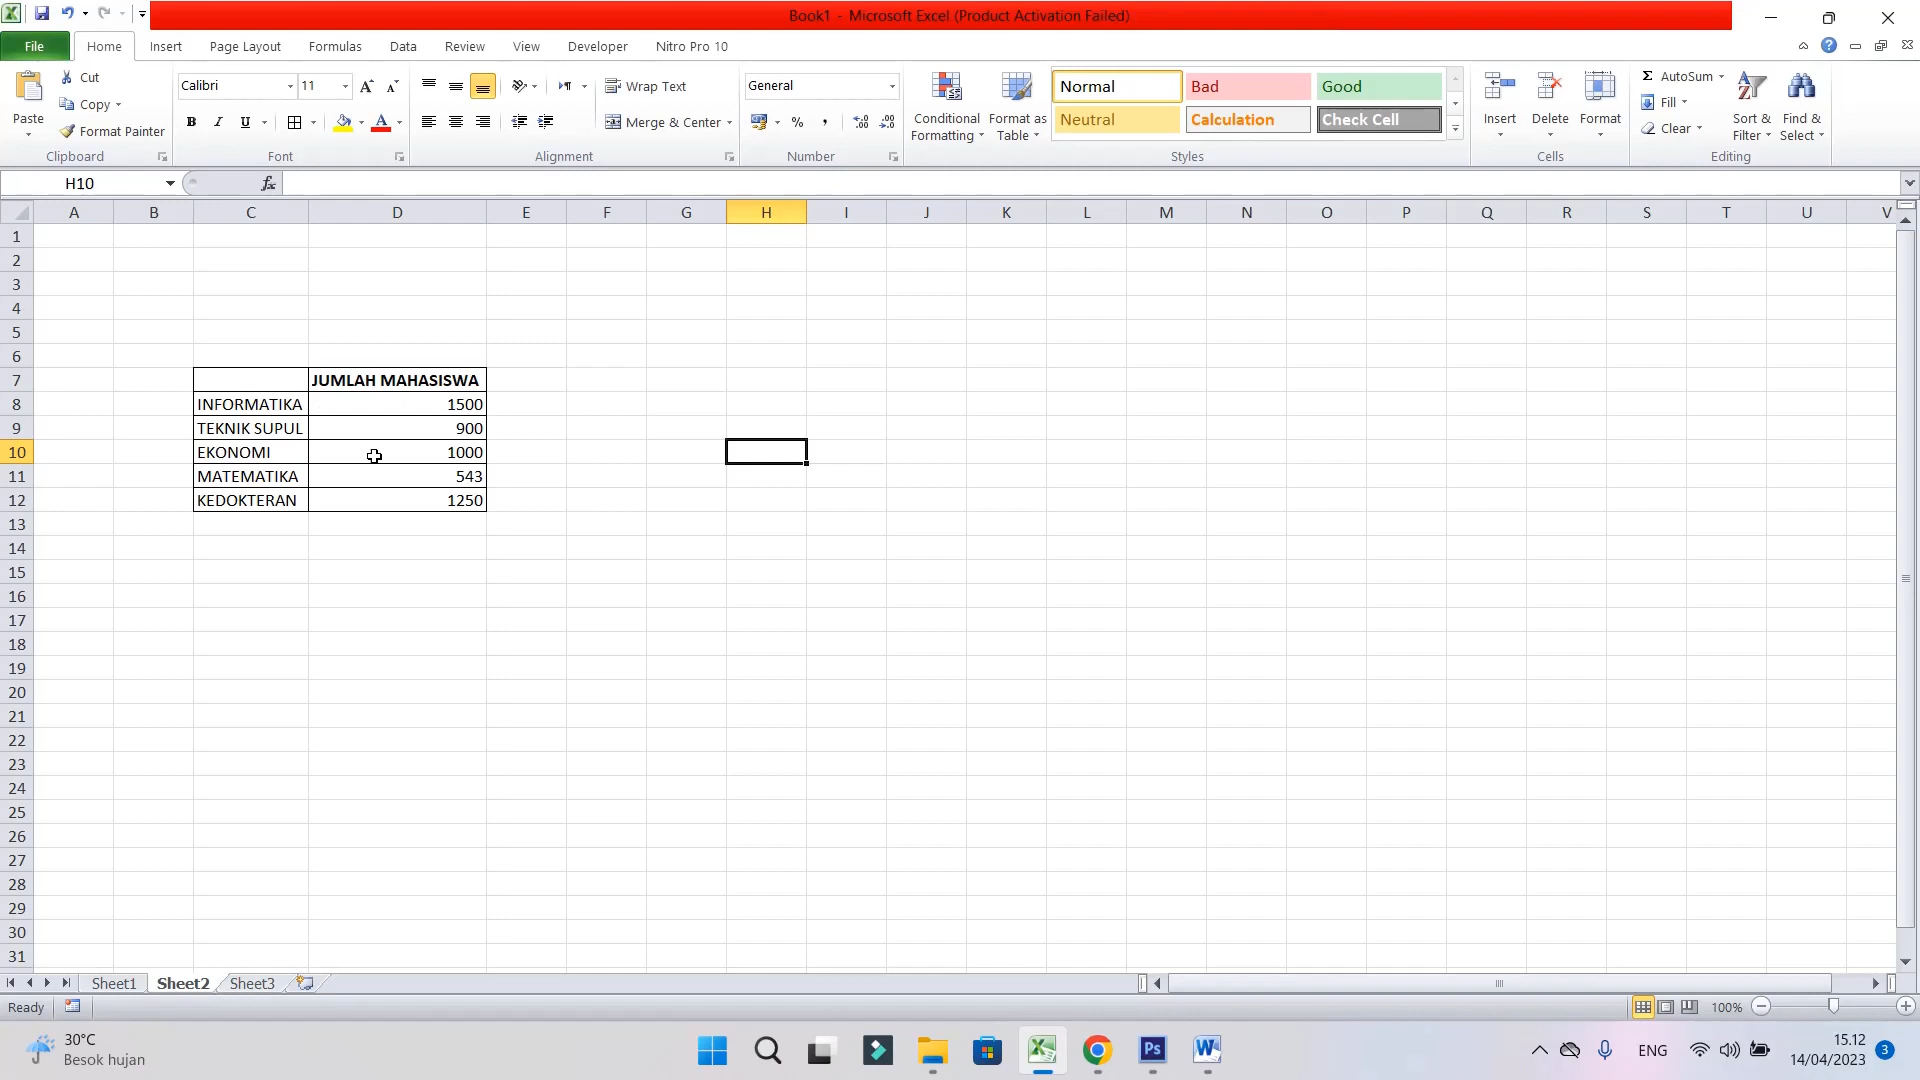 Book1 - Microsoft Excel (Product Activation Failed)
File Home Insert Page Layout Formulas Data Review View Developer Nitro Pro 10
Paste
Cut
Copy
Format Painter
Clipboard
Calibri 11
B I U
Font
Wrap Text
Merge & Center
Alignment
General
Number
Conditional Formatting
Format as Table
Normal Bad Good
Neutral Calculation Check Cell
Styles
Insert Delete Format
Cells
AutoSum
Fill
Clear
Sort & Filter
Find & Select
Editing
H10 fx
A B C D E F G H I J K L M N O P Q R S T U V
1
2
3
4
5
6
7 JUMLAH MAHASISWA
8 INFORMATIKA 1500
9 TEKNIK SUPUL 900
10 EKONOMI 1000
11 MATEMATIKA 543
12 KEDOKTERAN 1250
13
14
15
16
17
18
19
20
21
22
23
24
25
26
27
28
29
30
31
Sheet1 Sheet2 Sheet3
Ready 100%
30°C
Besok hujan
ENG
15.12
14/04/2023
3